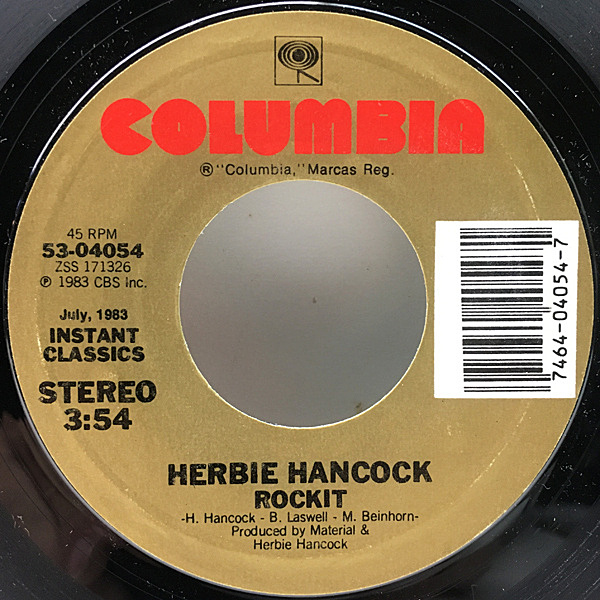 COLUMBIA
® "Columbia," Marcas Reg.
45 RPM
53-04054
ZSS 171326
℗ 1983 CBS Inc.
July, 1983
INSTANT
CLASSICS
STEREO
3:54
7464-04054-7
HERBIE HANCOCK
ROCKIT
-H. Hancock - B. Laswell - M. Beinhorn-
Produced by Material &
Herbie Hancock